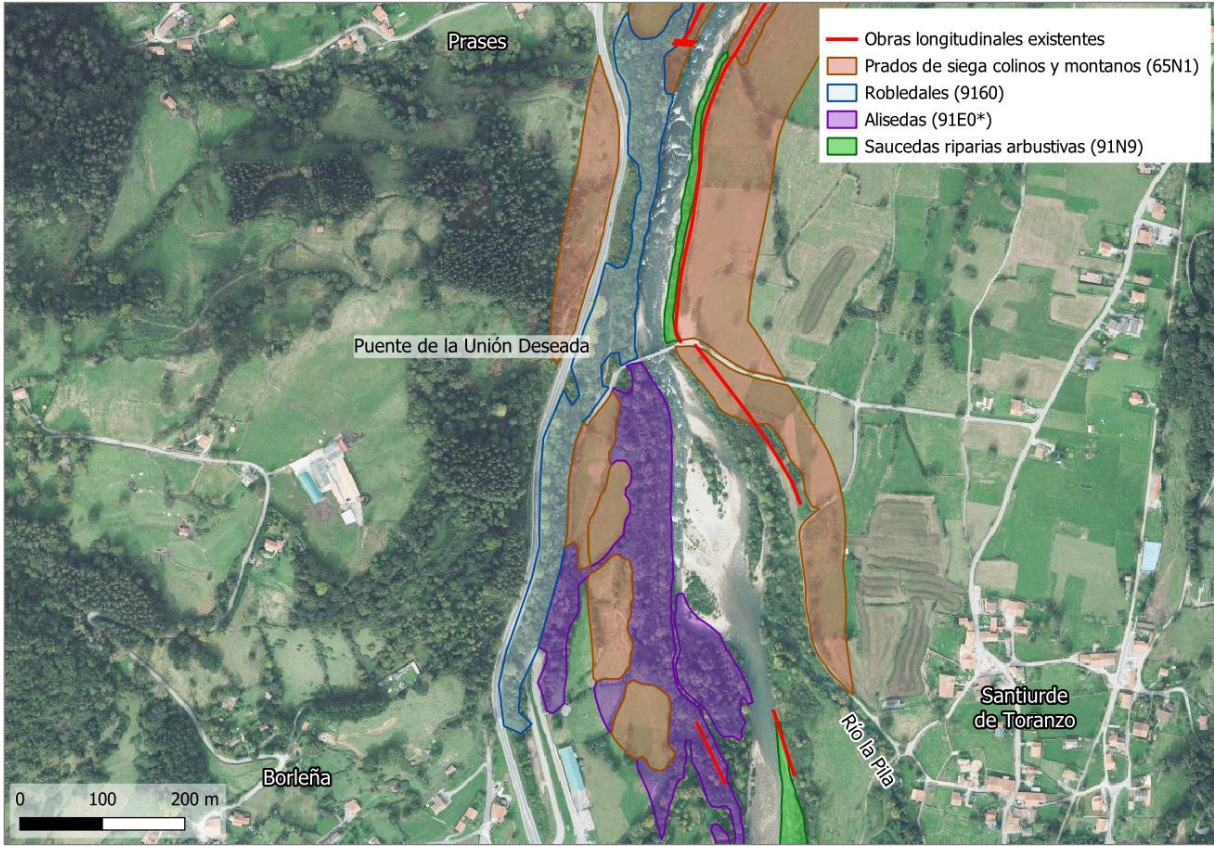 Prases
Obras longitudinales existentes
Prados de siega colinos y montanos (65N1)
Robledales (9160)
Alisedas (91E0*)
Saucedas riparias arbustivas (91N9)
Puente de la Unión Deseada
Santiurde
de Toranzo
Río la Pila
Borleña
0 100 200 m